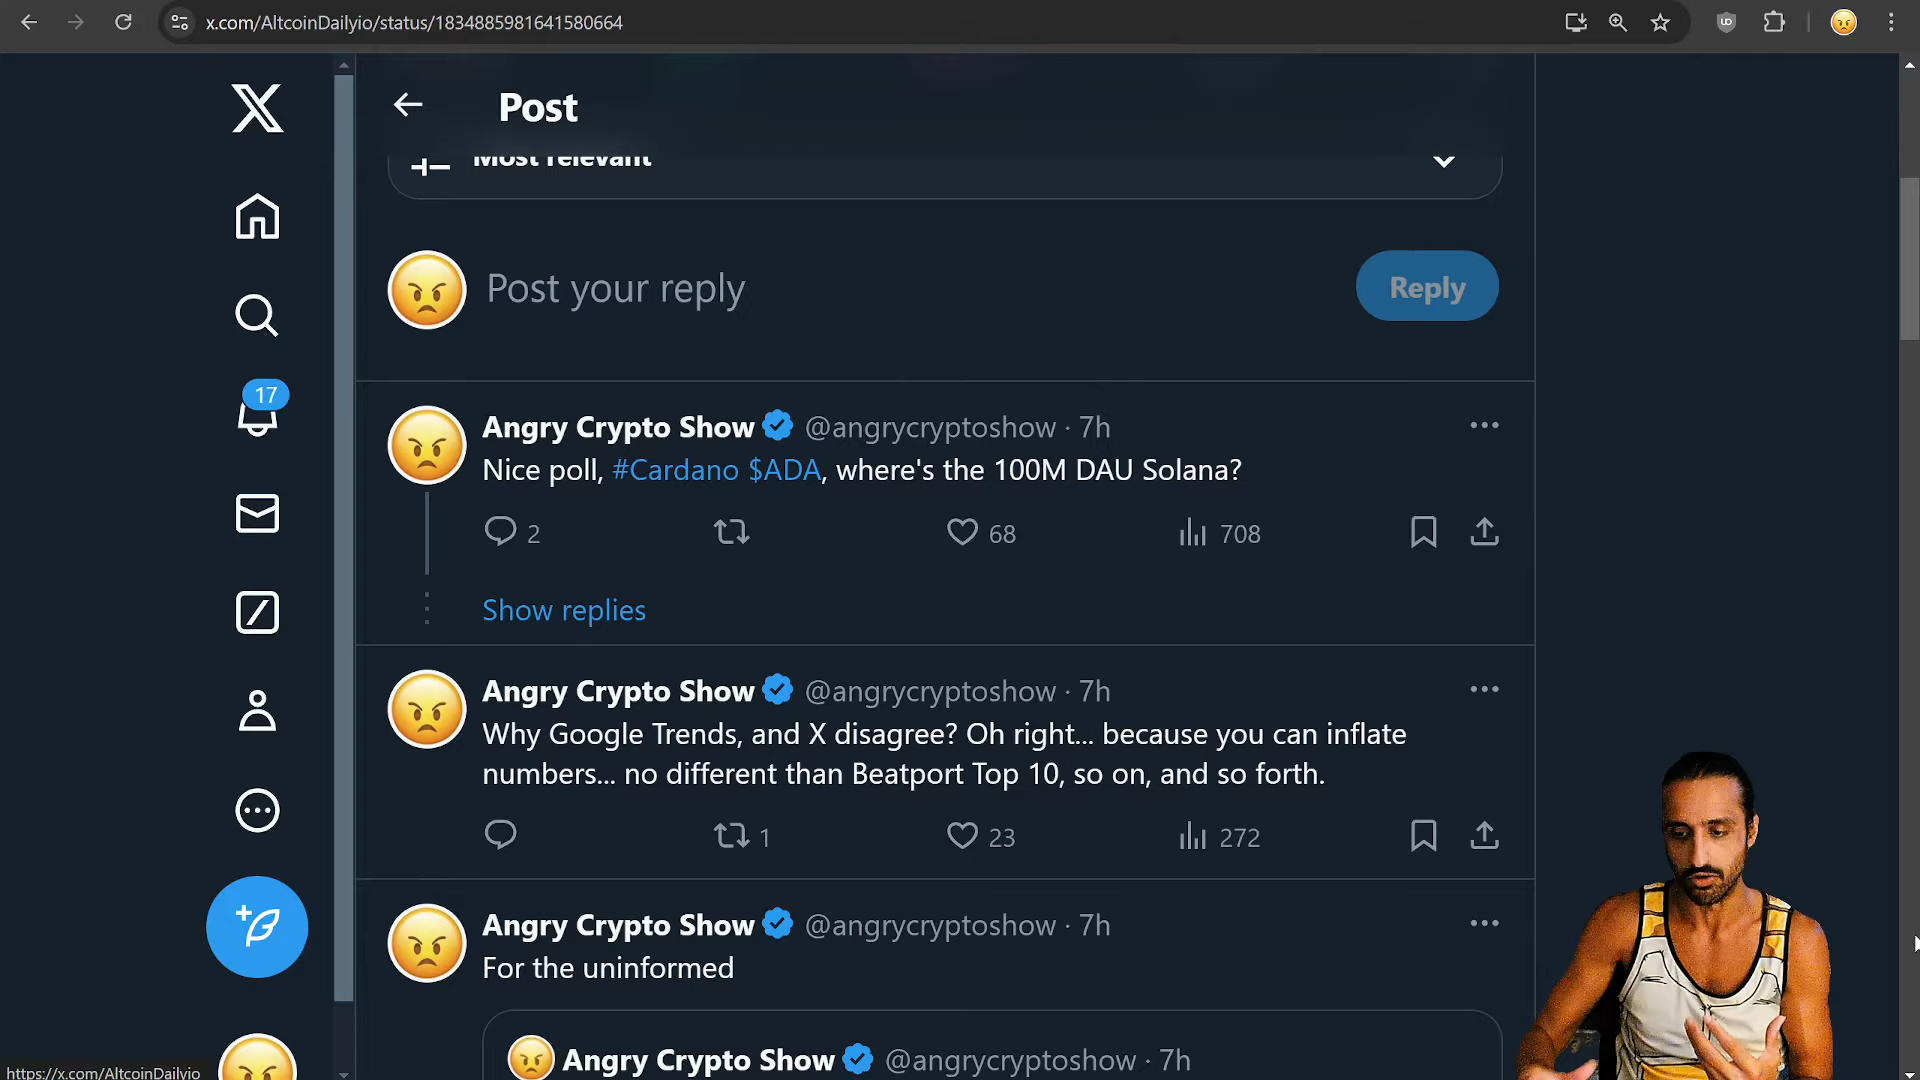 x.com/AltcoinDailyio/status/1834885981641580664
Post
Most relevant
Post your reply
Reply
17
Angry Crypto Show @angrycryptoshow · 7h
Nice poll, #Cardano $ADA, where's the 100M DAU Solana?
2
68
708
Show replies
Angry Crypto Show @angrycryptoshow · 7h
Why Google Trends, and X disagree? Oh right... because you can inflate
numbers... no different than Beatport Top 10, so on, and so forth.
1
23
272
Angry Crypto Show @angrycryptoshow · 7h
For the uninformed
Angry Crypto Show @angrycryptoshow · 7h
https://x.com/AltcoinDailyio